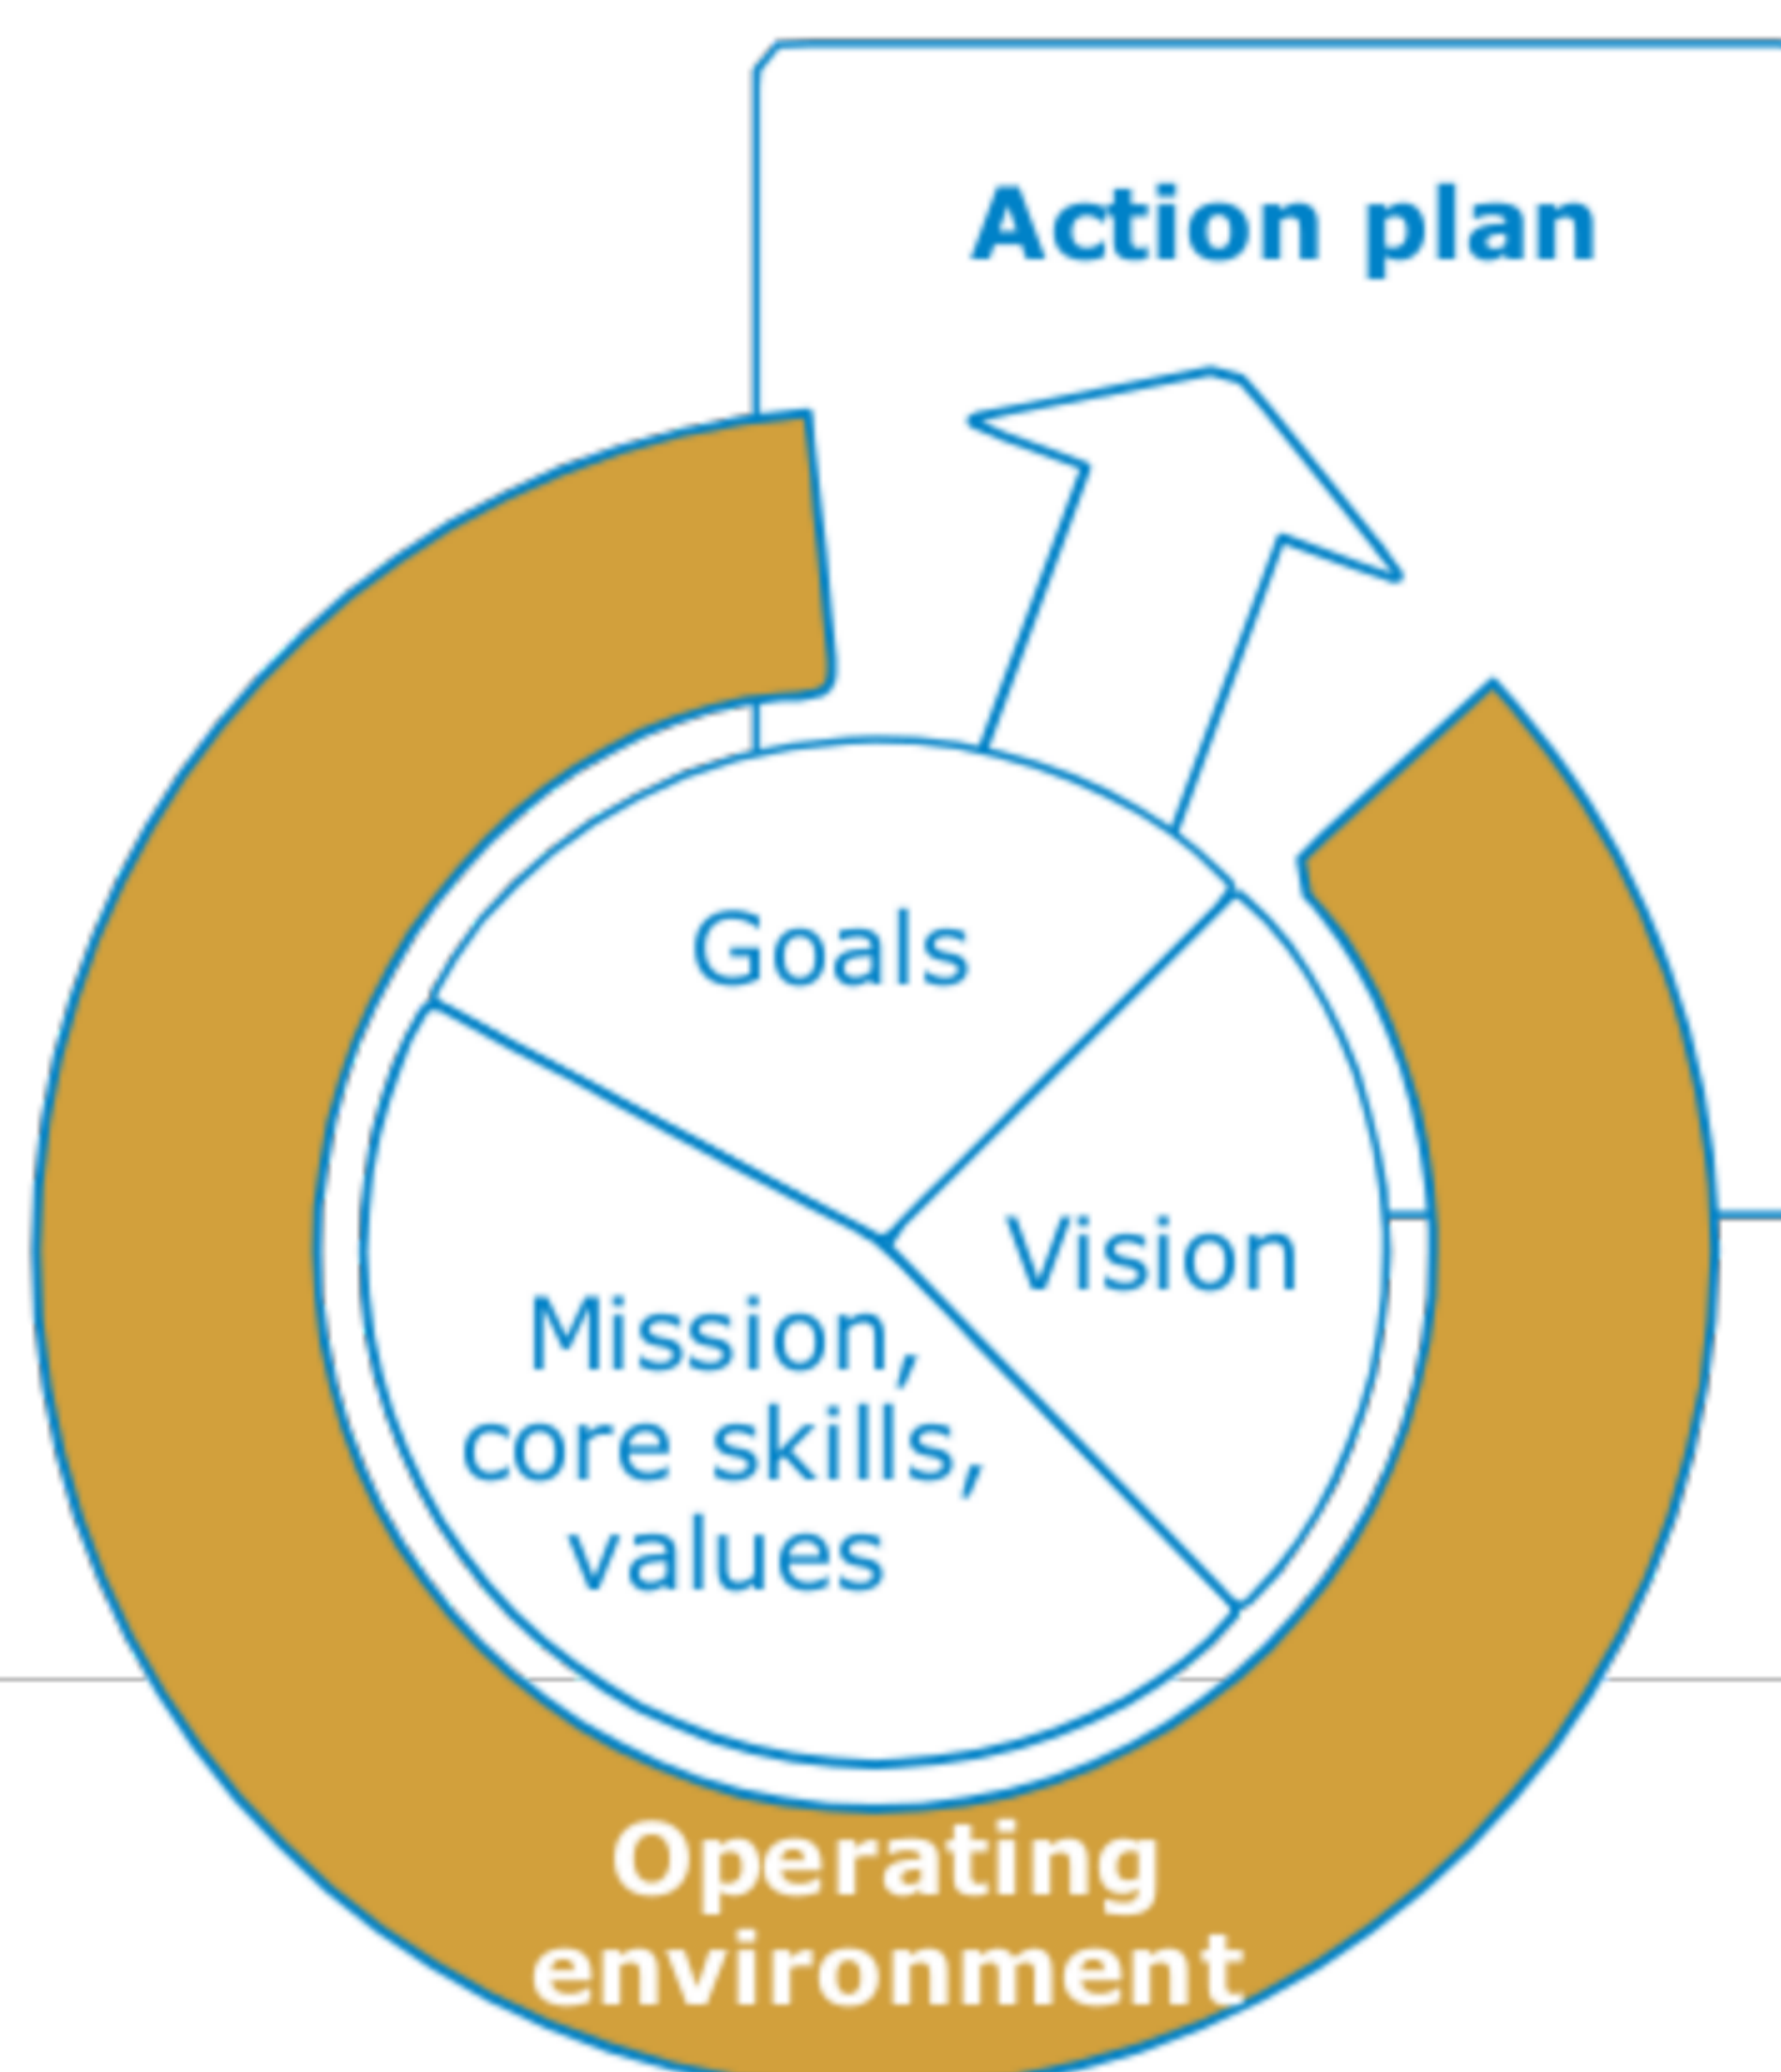 Action plan
Goals
Vision
Mission,
core skills,
values
Operating
environment